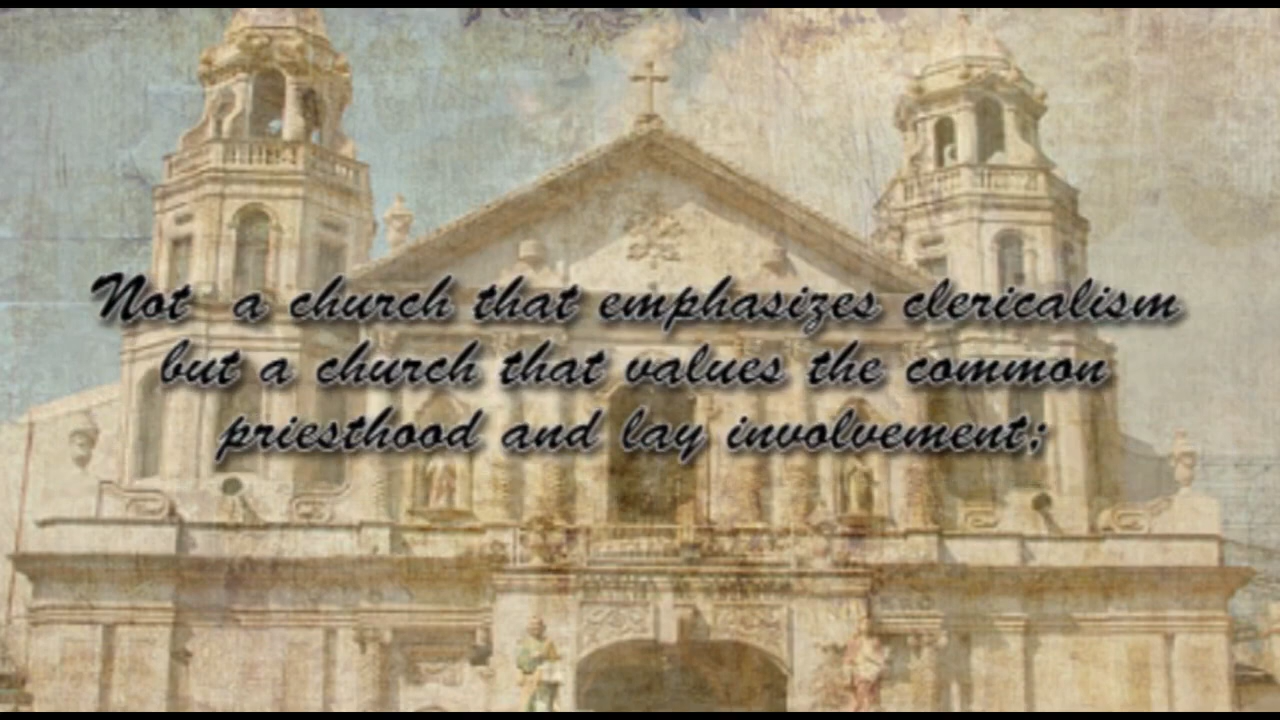 Not a church that emphasizes clericalism
but a church that values the common
priesthood and lay involvement;